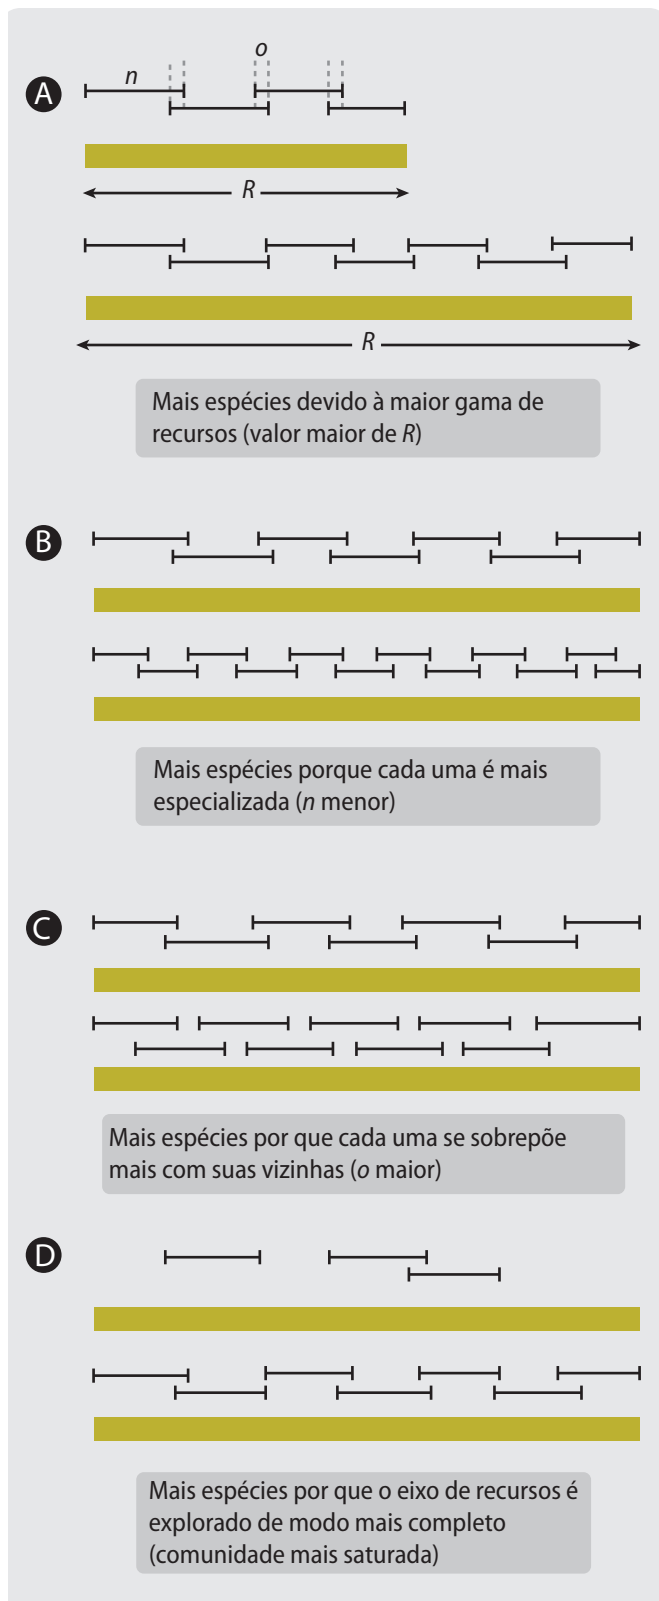 n
o
A
R
R
Mais espécies devido à maior gama de
recursos (valor maior de R)
B
Mais espécies porque cada uma é mais
especializada (n menor)
C
Mais espécies por que cada uma se sobrepõe
mais com suas vizinhas (o maior)
D
Mais espécies por que o eixo de recursos é
explorado de modo mais completo
(comunidade mais saturada)